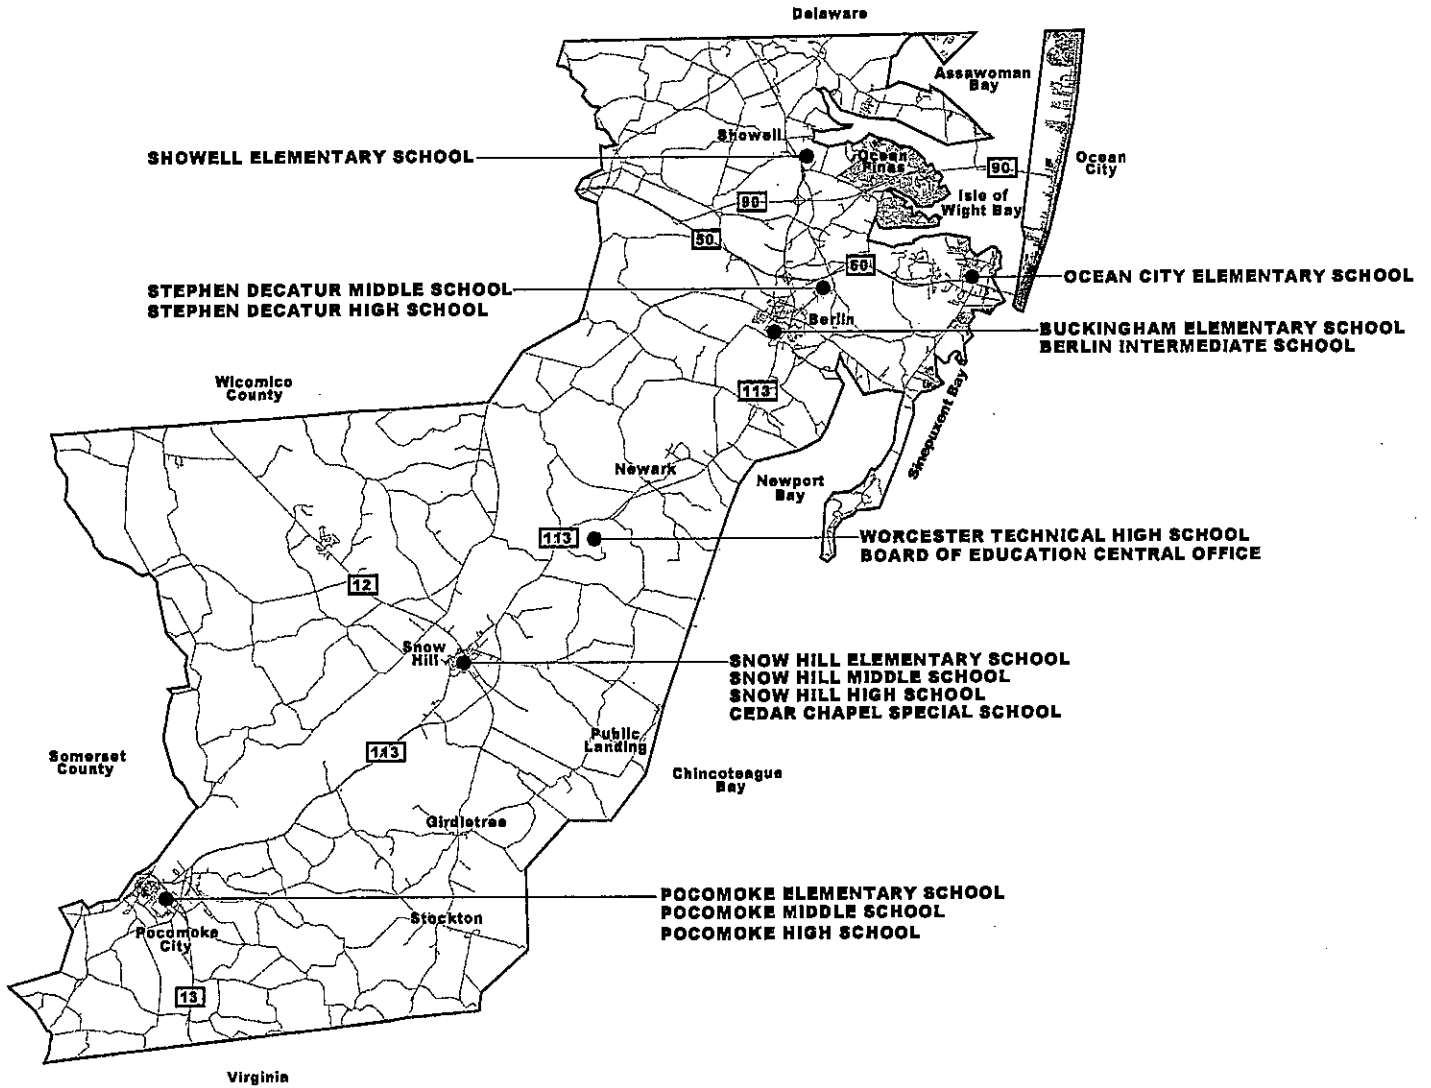 Delaware
Assawoman
Bay
Showell
SHOWELL ELEMENTARY SCHOOL
Ocean
Pines
90
Ocean
City
90
Isle of
Wight Bay
50
50
OCEAN CITY ELEMENTARY SCHOOL
STEPHEN DECATUR MIDDLE SCHOOL
STEPHEN DECATUR HIGH SCHOOL
Berlin
BUCKINGHAM ELEMENTARY SCHOOL
BERLIN INTERMEDIATE SCHOOL
Wicomico
County
113
Sinepuxent Bay
Newark
Newport
Bay
113
WORCESTER TECHNICAL HIGH SCHOOL
BOARD OF EDUCATION CENTRAL OFFICE
12
Snow
Hill
SNOW HILL ELEMENTARY SCHOOL
SNOW HILL MIDDLE SCHOOL
SNOW HILL HIGH SCHOOL
CEDAR CHAPEL SPECIAL SCHOOL
Public
Landing
113
Somerset
County
Chincoteague
Bay
Girdletree
POCOMOKE ELEMENTARY SCHOOL
POCOMOKE MIDDLE SCHOOL
POCOMOKE HIGH SCHOOL
Stockton
Pocomoke
City
13
Virginia